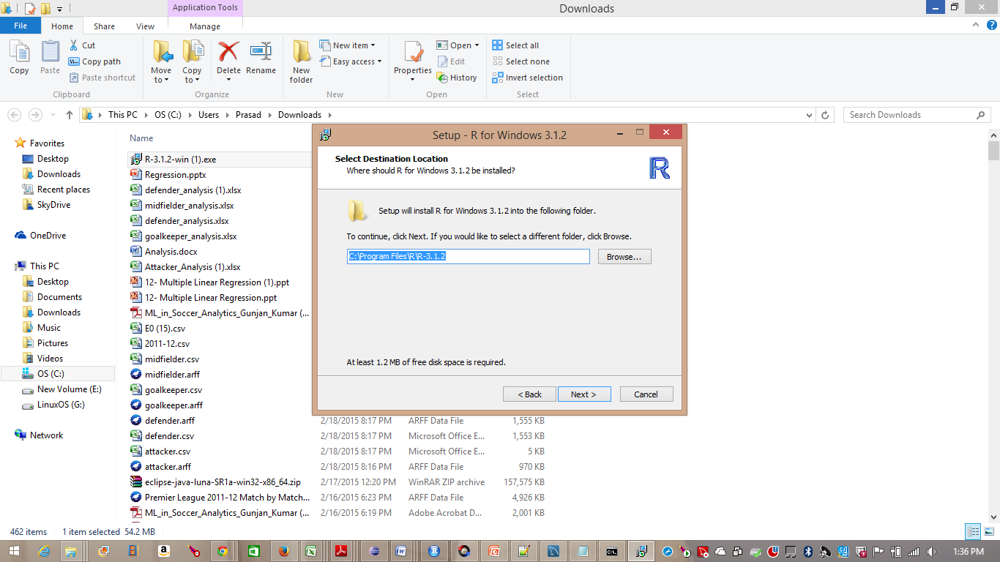 Application Tools
Downloads
File
Home
Share
View
Manage
Copy
Paste
Cut
Copy path
Paste shortcut
Clipboard
Move to
Copy to
Delete
Rename
Organize
New folder
New item
Easy access
New
Properties
Open
Edit
History
Open
Select all
Select none
Invert selection
Select
This PC
OS (C:)
Users
Prasad
Downloads
Search Downloads
Favorites
Desktop
Downloads
Recent places
SkyDrive
OneDrive
This PC
Desktop
Documents
Downloads
Music
Pictures
Videos
OS (C:)
New Volume (E:)
LinuxOS (G:)
Network
Name
R-3.1.2-win (1).exe
Regression.pptx
defender_analysis (1).xlsx
midfielder_analysis.xlsx
defender_analysis.xlsx
goalkeeper_analysis.xlsx
Analysis.docx
Attacker_Analysis (1).xlsx
12- Multiple Linear Regression (1).ppt
12- Multiple Linear Regression.ppt
ML_in_Soccer_Analytics_Gunjan_Kumar (...
E0 (15).csv
2011-12.csv
midfielder.csv
midfielder.arff
goalkeeper.csv
goalkeeper.arff
defender.arff 2/18/2015 8:17 PM ARFF Data File 1,555 KB
defender.csv 2/18/2015 8:17 PM Microsoft Office E... 1,553 KB
attacker.csv 2/18/2015 8:17 PM Microsoft Office E... 5 KB
attacker.arff 2/18/2015 8:16 PM ARFF Data File 970 KB
eclipse-java-luna-SR1a-win32-x86_64.zip 2/17/2015 12:20 PM WinRAR ZIP archive 157,575 KB
Premier League 2011-12 Match by Match... 2/16/2015 6:23 PM ARFF Data File 4,926 KB
ML_in_Soccer_Analytics_Gunjan_Kumar (... 2/16/2015 6:19 PM Adobe Acrobat D... 2,001 KB
Setup - R for Windows 3.1.2
Select Destination Location
Where should R for Windows 3.1.2 be installed?
R
Setup will install R for Windows 3.1.2 into the following folder.
To continue, click Next. If you would like to select a different folder, click Browse.
C:\Program Files\R\R-3.1.2
Browse...
At least 1.2 MB of free disk space is required.
< Back
Next >
Cancel
462 items
1 item selected 54.2 MB
1:36 PM